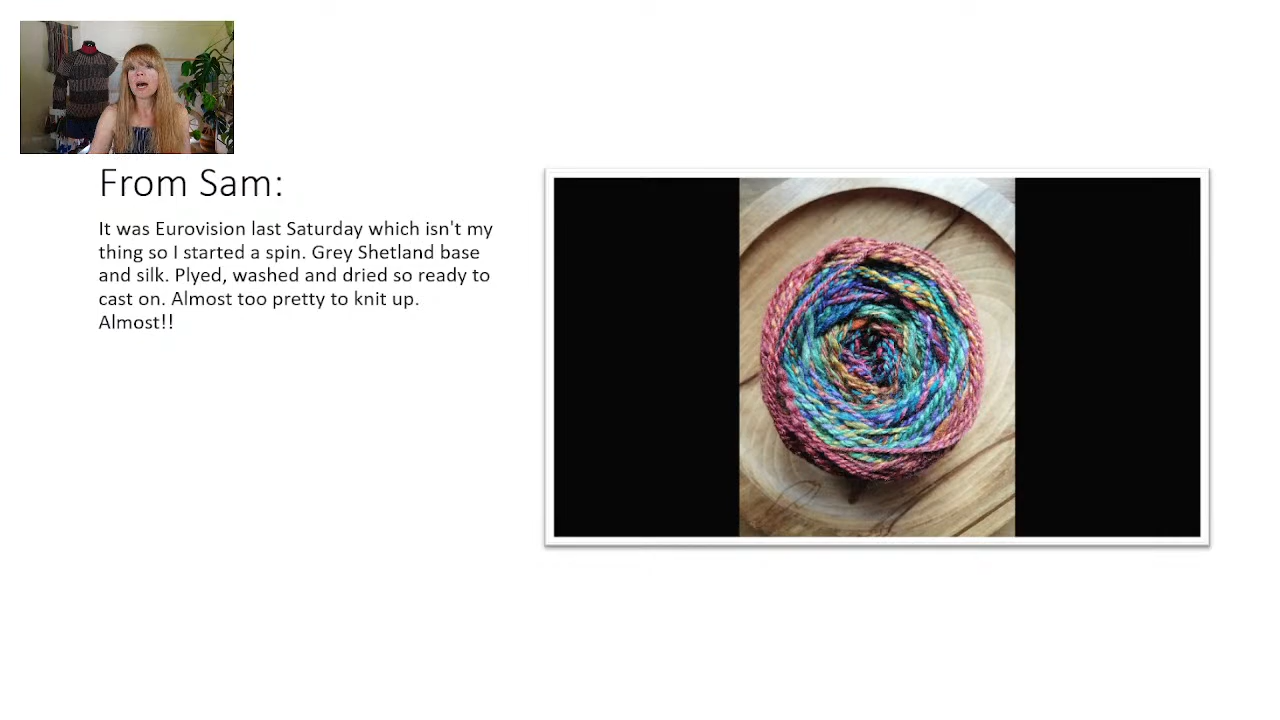 From Sam:
It was Eurovision last Saturday which isn't my
thing so I started a spin. Grey Shetland base
and silk. Plyed, washed and dried so ready to
cast on. Almost too pretty to knit up.
Almost!!